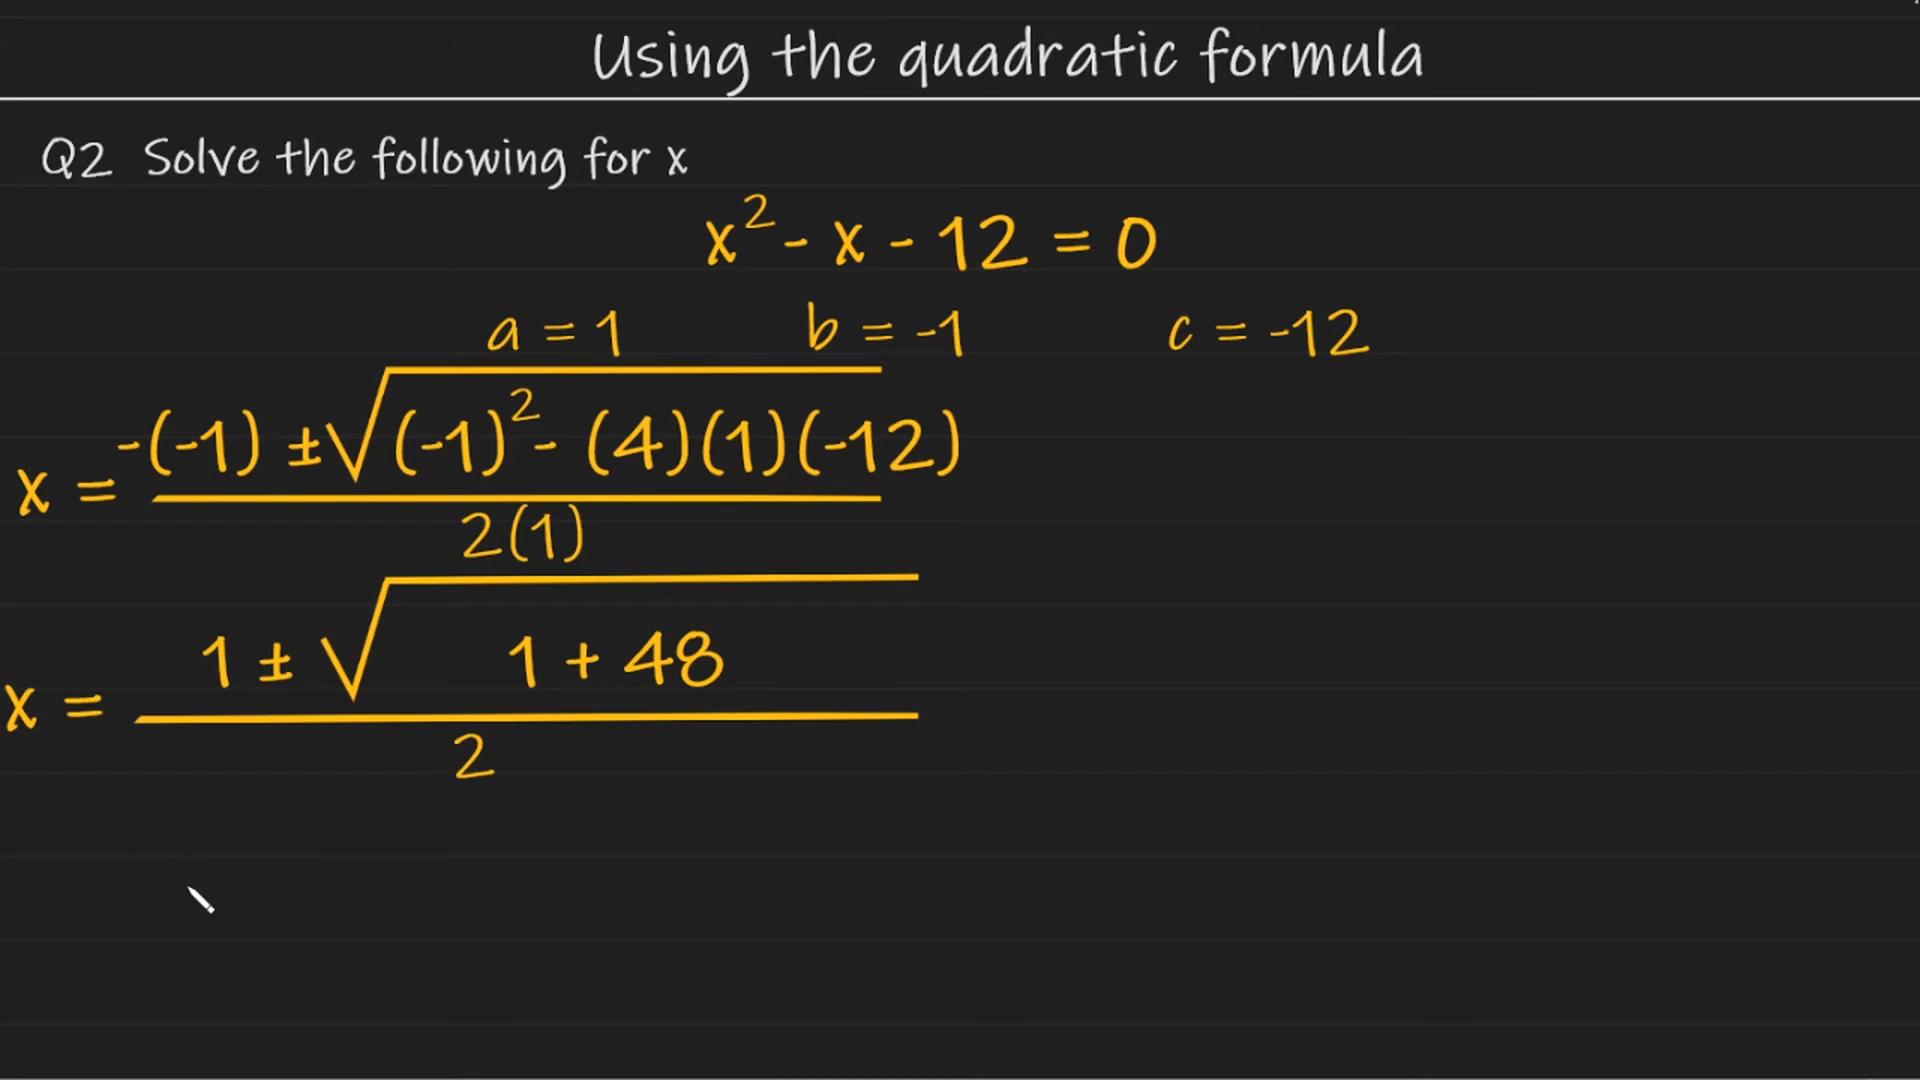 Using the quadratic formula
Q2 Solve the following for x
x² - x - 12 = 0
a = 1 b = -1 c = -12
x = -(-1) ±√(-1)² - (4)(1)(-12)
2(1)
x = 1 ± √ 1 + 48
2